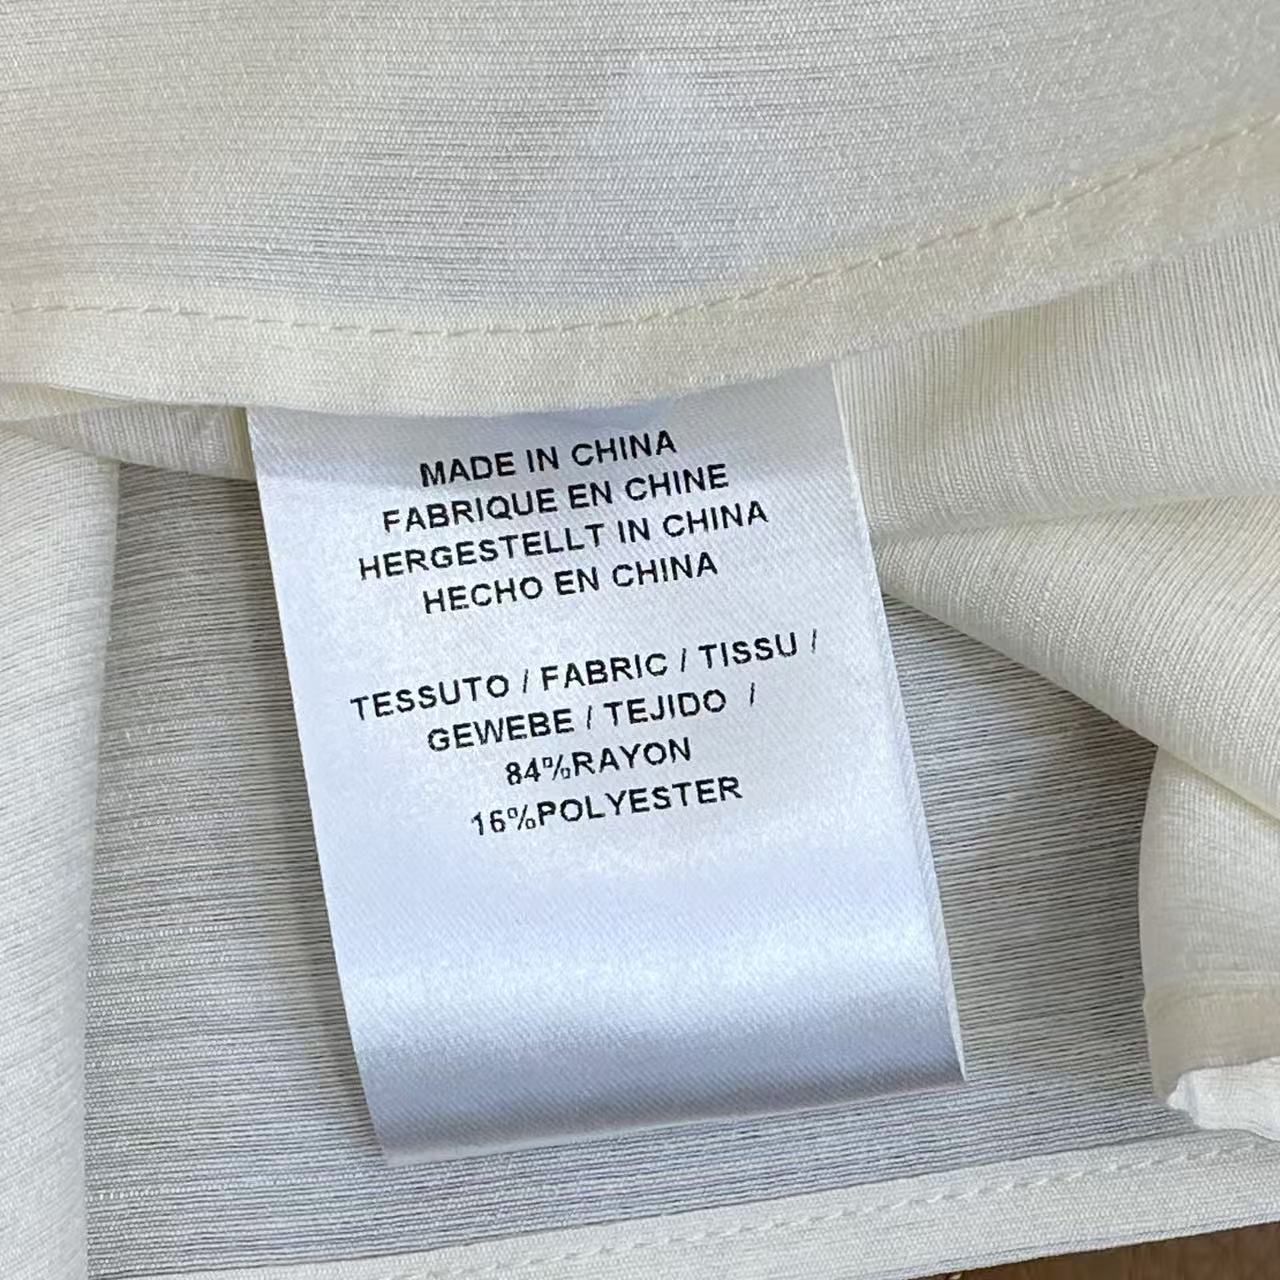 MADE IN CHINA
FABRIQUE EN CHINE
HERGESTELLT IN CHINA
HECHO EN CHINA
TESSUTO / FABRIC / TISSU /
GEWEBE / TEJIDO /
84%RAYON
16%POLYESTER